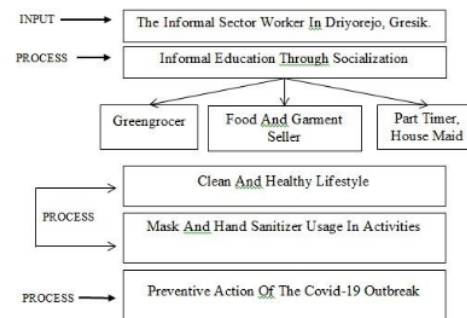 INPUT
The Informal Sector Worker In Driyorejo, Gresik.
PROCESS
Informal Education Through Socialization
Greengrocer
Food And Garment
Seller
Part Timer,
House Maid
Clean And Healthy Lifestyle
PROCESS
Mask And Hand Sanitizer Usage In Activities
PROCESS
Preventive Action Of The Covid-19 Outbreak